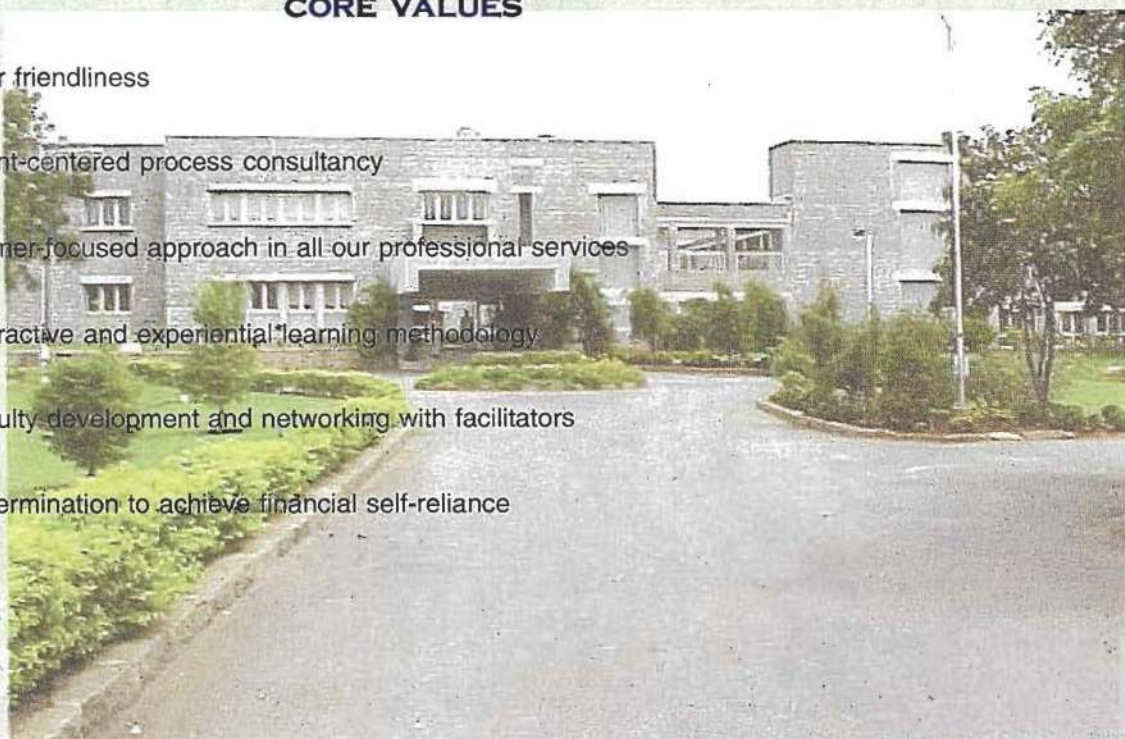 CORE VALUES
r friendliness
nt-centered process consultancy
mer-focused approach in all our professional services
ractive and experiential learning methodology
ulty development and networking with facilitators
ermination to achieve financial self-reliance